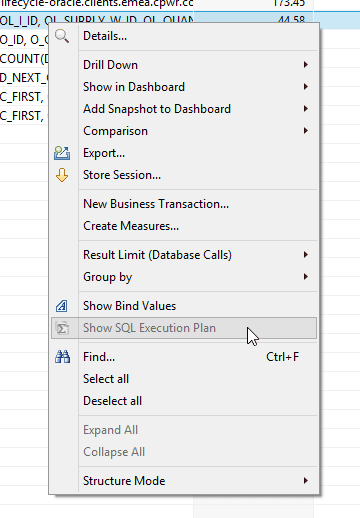 lifecycle-oracle.clients.emea.cpwr.cc 173.45
OL_I_ID, OL_SUPPLY_W_ID, OL_QUAN 44.58
O_ID, O_C
COUNT(D
D_NEXT_O
C_FIRST, C
C_FIRST, C
Details...
Drill Down
Show in Dashboard
Add Snapshot to Dashboard
Comparison
Export...
Store Session...
New Business Transaction...
Create Measures...
Result Limit (Database Calls)
Group by
Show Bind Values
Show SQL Execution Plan
Find... Ctrl+F
Select all
Deselect all
Expand All
Collapse All
Structure Mode